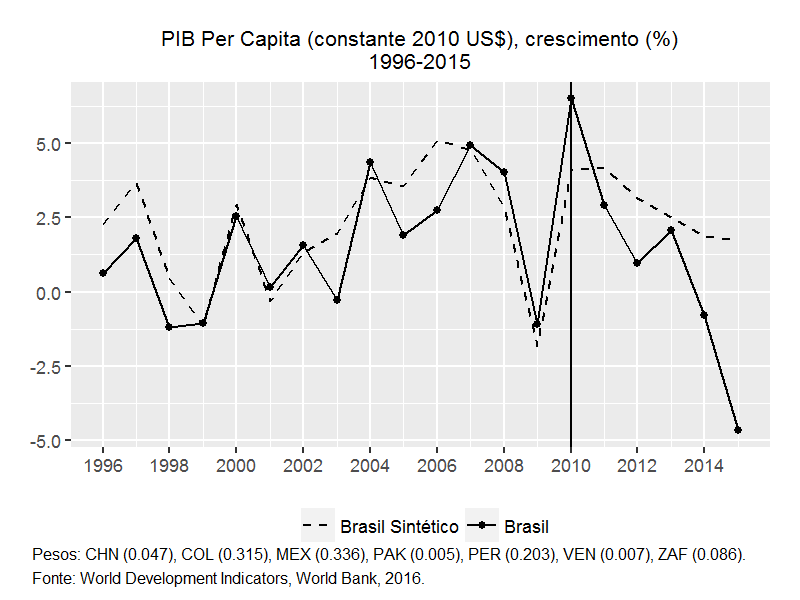 PIB Per Capita (constante 2010 US$), crescimento (%)
1996-2015
5.0
2.5
0.0
-2.5
-5.0
1996 1998 2000 2002 2004 2006 2008 2010 2012 2014
Brasil Sintético Brasil
Pesos: CHN (0.047), COL (0.315), MEX (0.336), PAK (0.005), PER (0.203), VEN (0.007), ZAF (0.086).
Fonte: World Development Indicators, World Bank, 2016.